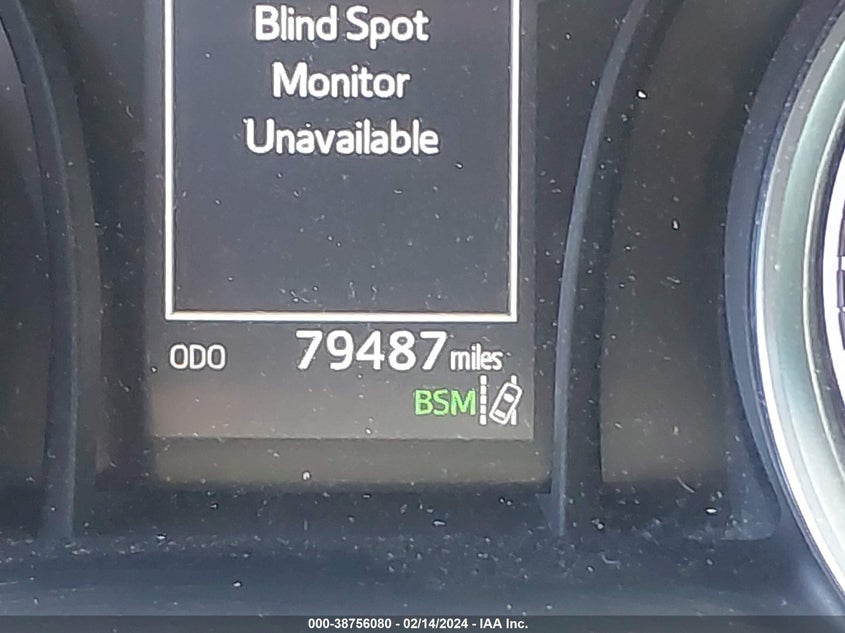 Blind Spot
Monitor
Unavailable
ODO 79487 miles
BSM
000-38756080 - 02/14/2024 - IAA Inc.